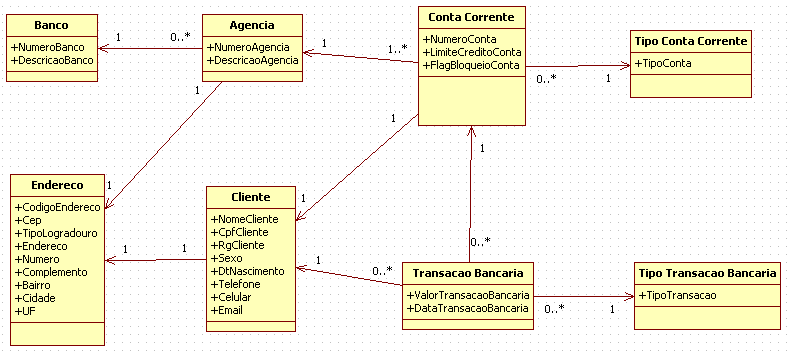 Banco
+NumeroBanco
+DescricaoBanco
1
0..*
Agencia
+NumeroAgencia
+DescricaoAgencia
1
1..*
Conta Corrente
+NumeroConta
+LimiteCreditoConta
+FlagBloqueioConta
0..*
1
Tipo Conta Corrente
+TipoConta
1
1
1
1
1
0..*
Endereco
+CodigoEndereco
+Cep
+TipoLogradouro
+Endereco
+Numero
+Complemento
+Bairro
+Cidade
+UF
1
1
Cliente
+NomeCliente
+CpfCliente
+RgCliente
+Sexo
+DtNascimento
+Telefone
+Celular
+Email
1
0..*
Transacao Bancaria
+ValorTransacaoBancaria
+DataTransacaoBancaria
0..*
1
Tipo Transacao Bancaria
+TipoTransacao